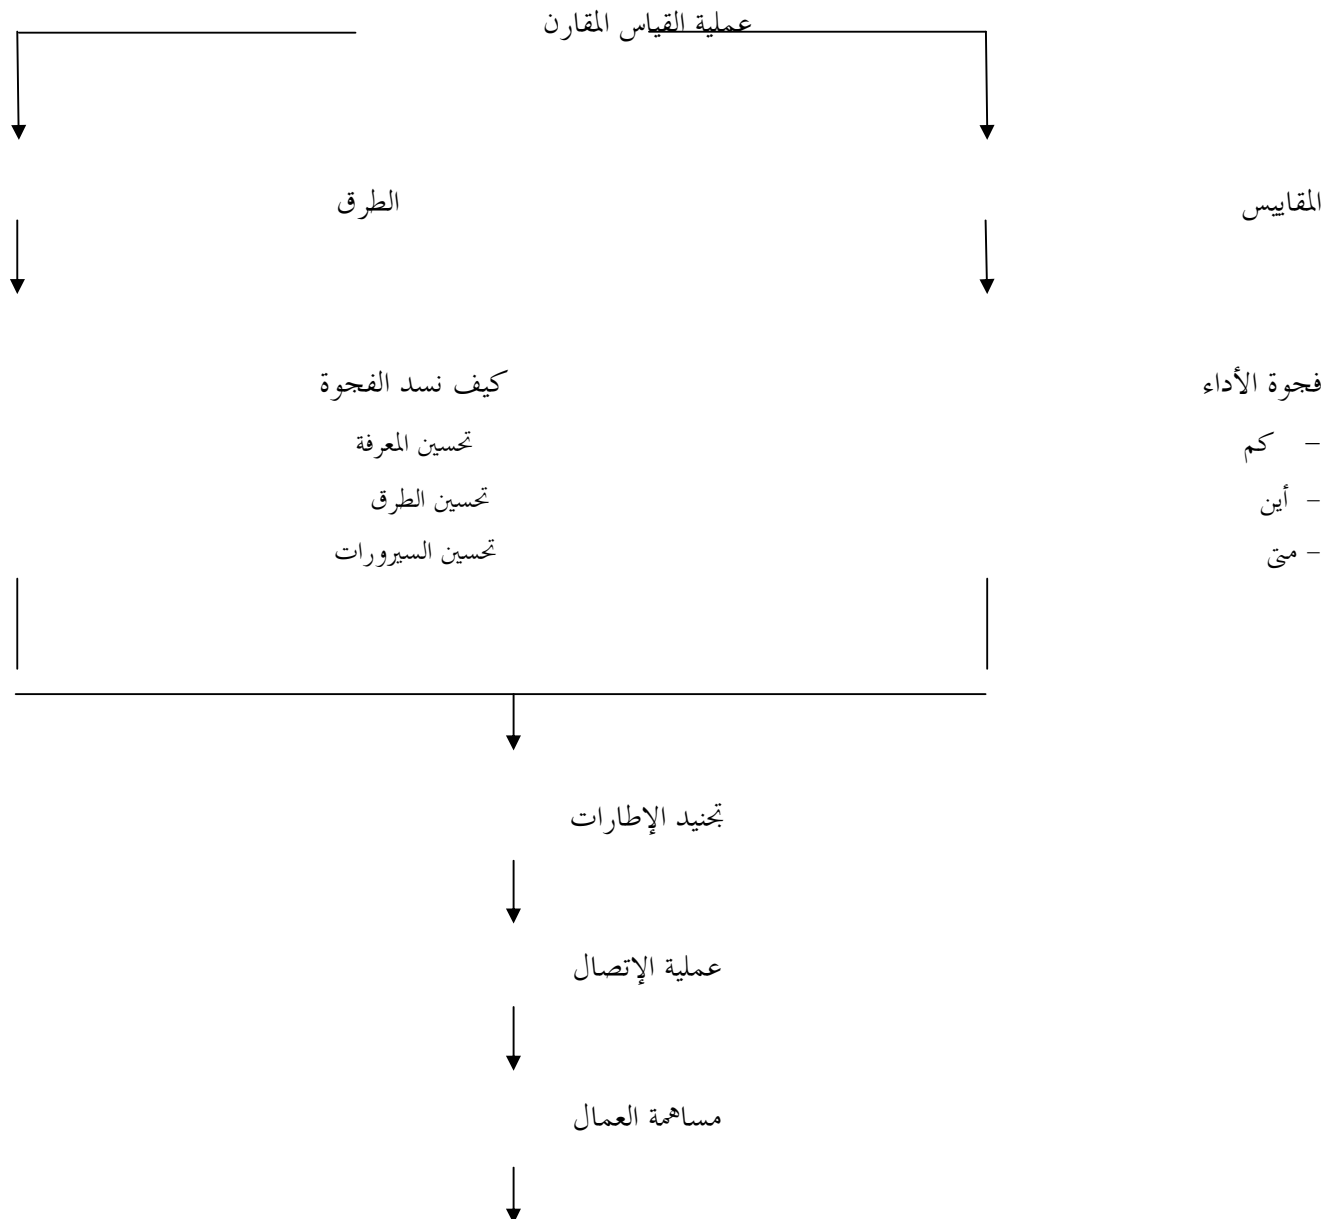 عملية القياس المقارن
المقاييس
الطرق
فجوة الأداء
– كم
– أين
– متى
كيف نسد الفجوة
تحسين المعرفة
تحسين الطرق
تحسين السيرورات
تجنيد الإطارات
عملية الإتصال
مساهمة العمال